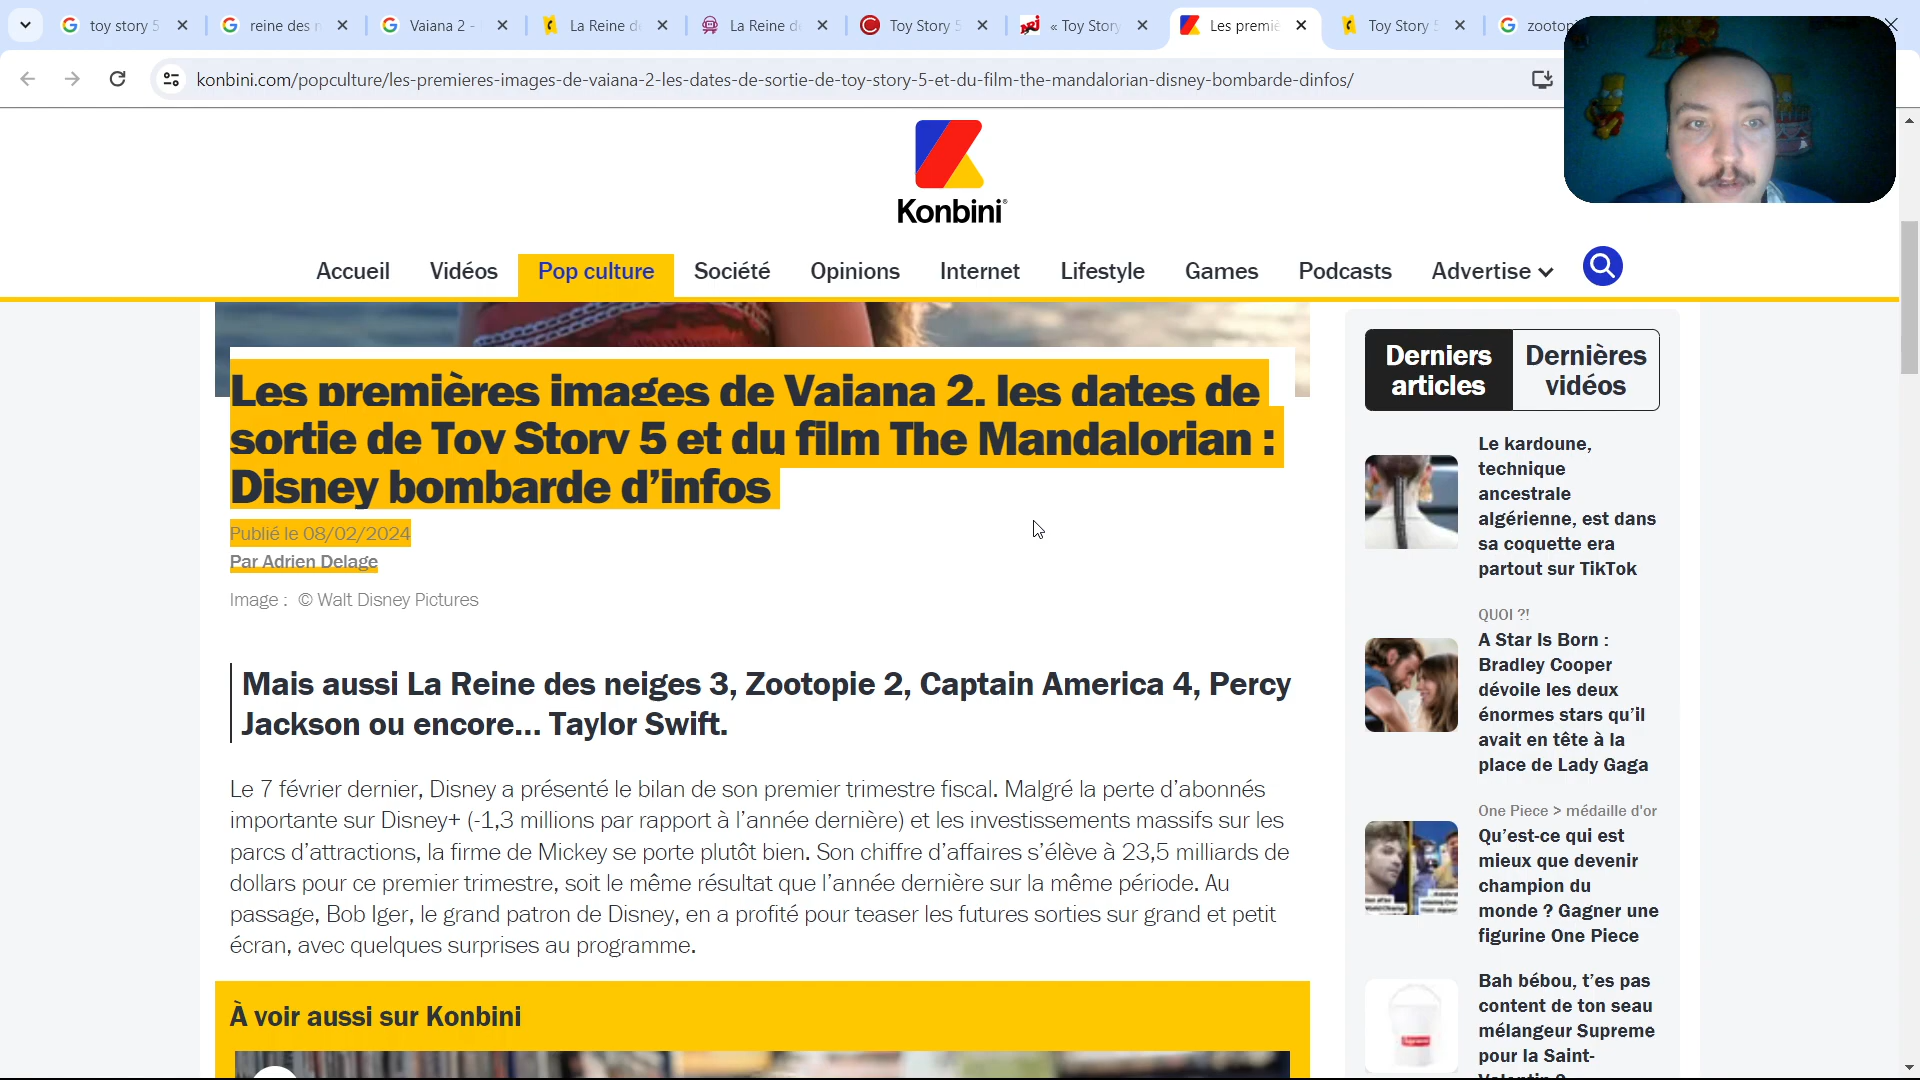 toy story 5
reine des n
Vaiana 2 -
La Reine d
La Reine d
Toy Story 5
« Toy Story
Les premiè
Toy Story 5
zootopi
konbini.com/popculture/les-premieres-images-de-vaiana-2-les-dates-de-sortie-de-toy-story-5-et-du-film-the-mandalorian-disney-bombarde-dinfos/
Konbini
Accueil
Vidéos
Pop culture
Société
Opinions
Internet
Lifestyle
Games
Podcasts
Advertise
Les premières images de Vaiana 2, les dates de
sortie de Toy Story 5 et du film The Mandalorian :
Disney bombarde d’infos
Publié le 08/02/2024
Par Adrien Delage
Image : © Walt Disney Pictures
Mais aussi La Reine des neiges 3, Zootopie 2, Captain America 4, Percy
Jackson ou encore… Taylor Swift.
Le 7 février dernier, Disney a présenté le bilan de son premier trimestre fiscal. Malgré la perte d’abonnés
importante sur Disney+ (-1,3 millions par rapport à l’année dernière) et les investissements massifs sur les
parcs d’attractions, la firme de Mickey se porte plutôt bien. Son chiffre d’affaires s’élève à 23,5 milliards de
dollars pour ce premier trimestre, soit le même résultat que l’année dernière sur la même période. Au
passage, Bob Iger, le grand patron de Disney, en a profité pour teaser les futures sorties sur grand et petit
écran, avec quelques surprises au programme.
À voir aussi sur Konbini
Derniers
articles
Dernières
vidéos
Le kardoune,
technique
ancestrale
algérienne, est dans
sa coquette era
partout sur TikTok
QUOI ?!
A Star Is Born :
Bradley Cooper
dévoile les deux
énormes stars qu’il
avait en tête à la
place de Lady Gaga
One Piece > médaille d'or
Qu’est-ce qui est
mieux que devenir
champion du
monde ? Gagner une
figurine One Piece
Bah bébou, t’es pas
content de ton seau
mélangeur Supreme
pour la Saint-
Valentin ?